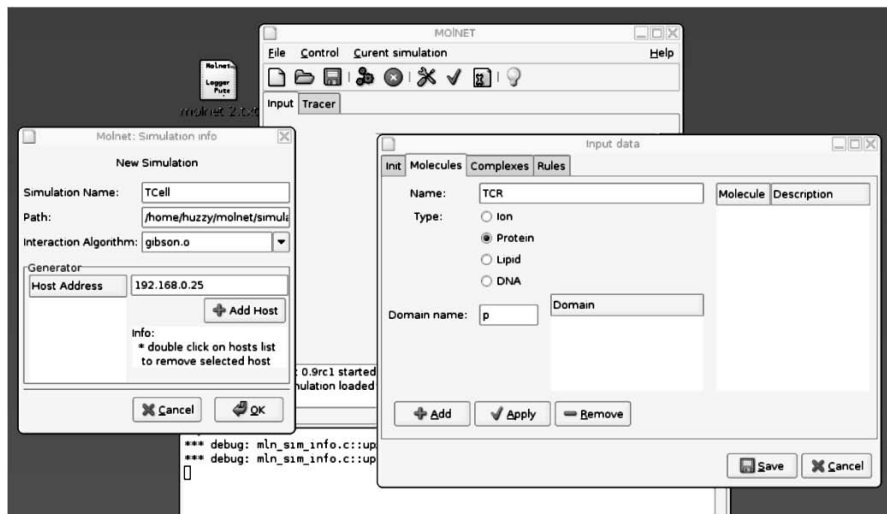 MOlNET
File Control Curent simulation Help
Input Tracer
Molnet..
Logger
Putx
Molnet: Simulation info
New Simulation
Simulation Name: TCell
Path: /home/huzzy/molnet/simula
Interaction Algorithm: gibson.o
Generator
Host Address 192.168.0.25
Add Host
Info:
* double click on hosts list
to remove selected host
Cancel OK
Input data
Init Molecules Complexes Rules
Name: TCR
Type: Ion
Protein
Lipid
DNA
Domain name: p
Domain
Molecule Description
Add Apply Remove
Save Cancel
: 0.9rc1 started
nulation loaded
*** debug: mln_sim_info.c::up
*** debug: mln_sim_info.c::up